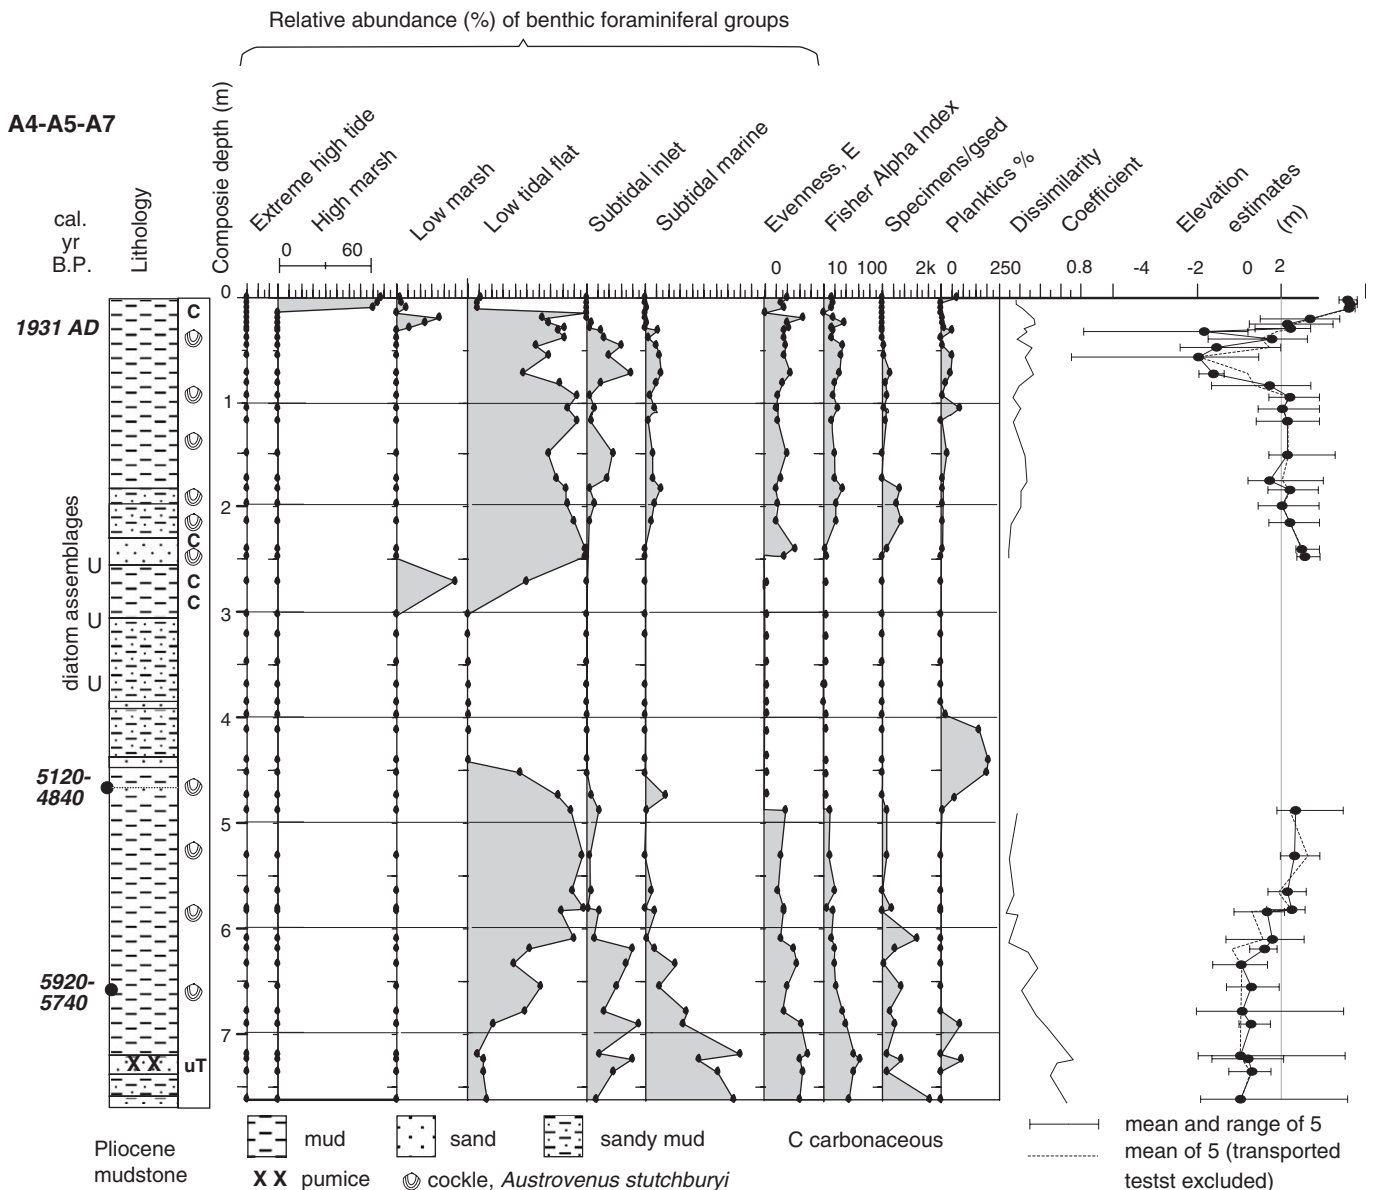 Relative abundance (%) of benthic foraminiferal groups
A4-A5-A7
cal.
yr
B.P.
Lithology
Composie depth (m)
Extreme high tide
High marsh
Low marsh
Low tidal flat
Subtidal inlet
Subtidal marine
Evenness, E
Fisher Alpha Index
Specimens/gsed
Planktics %
Dissimilarity
Coefficient
Elevation
estimates
(m)
0 60
0 10 100 2k 0 250 0.8 -4 -2 0 2
0
C
1931 AD
1
2
C
diatom assemblages
U
C
C
3
U
U
4
5120-
4840
5
6
5920-
5740
7
X X
uT
Pliocene
mudstone
mud
sand
sandy mud
C carbonaceous
X X pumice
cockle, Austrovenus stutchburyi
mean and range of 5
mean of 5 (transported
testst excluded)